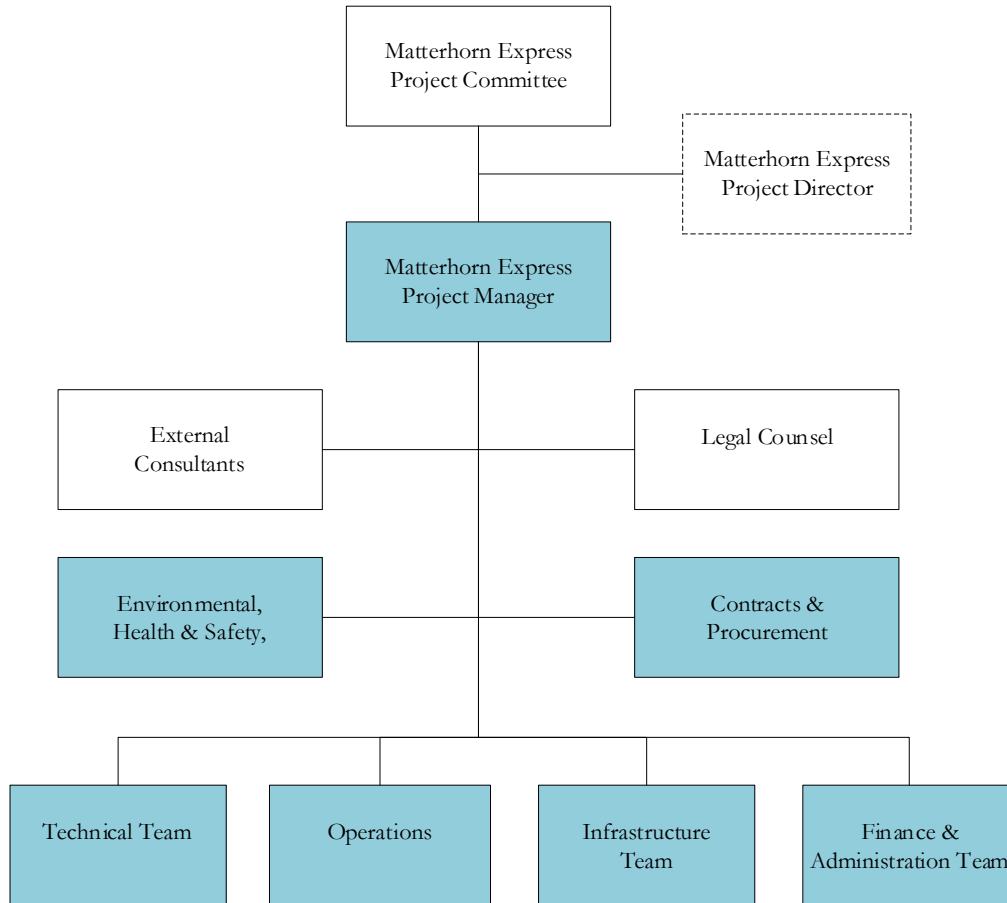 Matterhorn Express
Project Committee
Matterhorn Express
Project Director
Matterhorn Express
Project Manager
External
Consultants
Legal Counsel
Environmental,
Health & Safety,
Contracts &
Procurement
Technical Team
Operations
Infrastructure
Team
Finance &
Administration Team